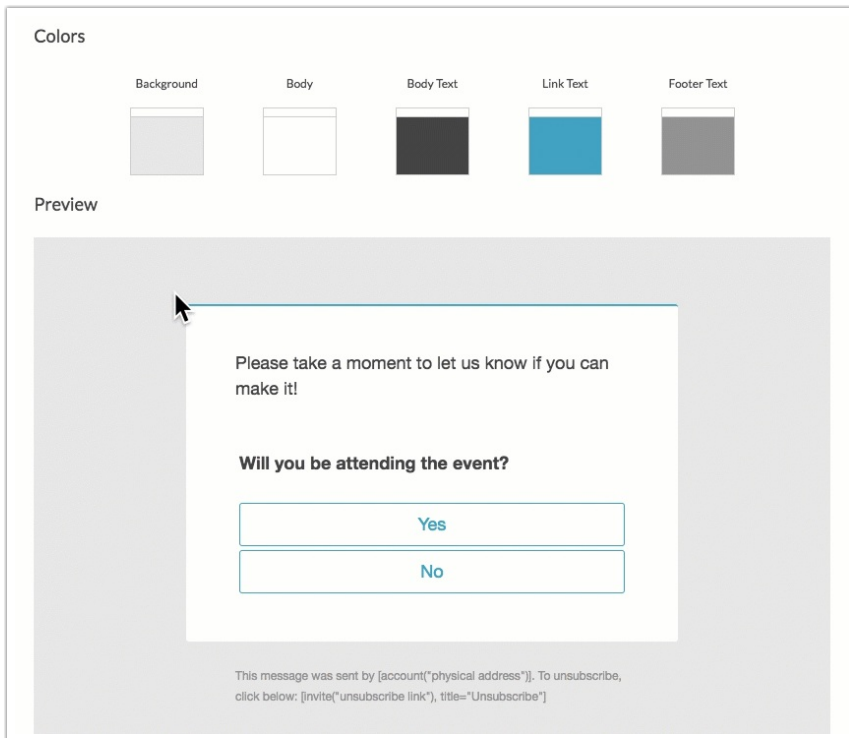 Colors
Background Body Body Text Link Text Footer Text
Preview
Please take a moment to let us know if you can
make it!
Will you be attending the event?
Yes
No
This message was sent by [account("physical address")]. To unsubscribe,
click below: [invite("unsubscribe link"), title="Unsubscribe"]